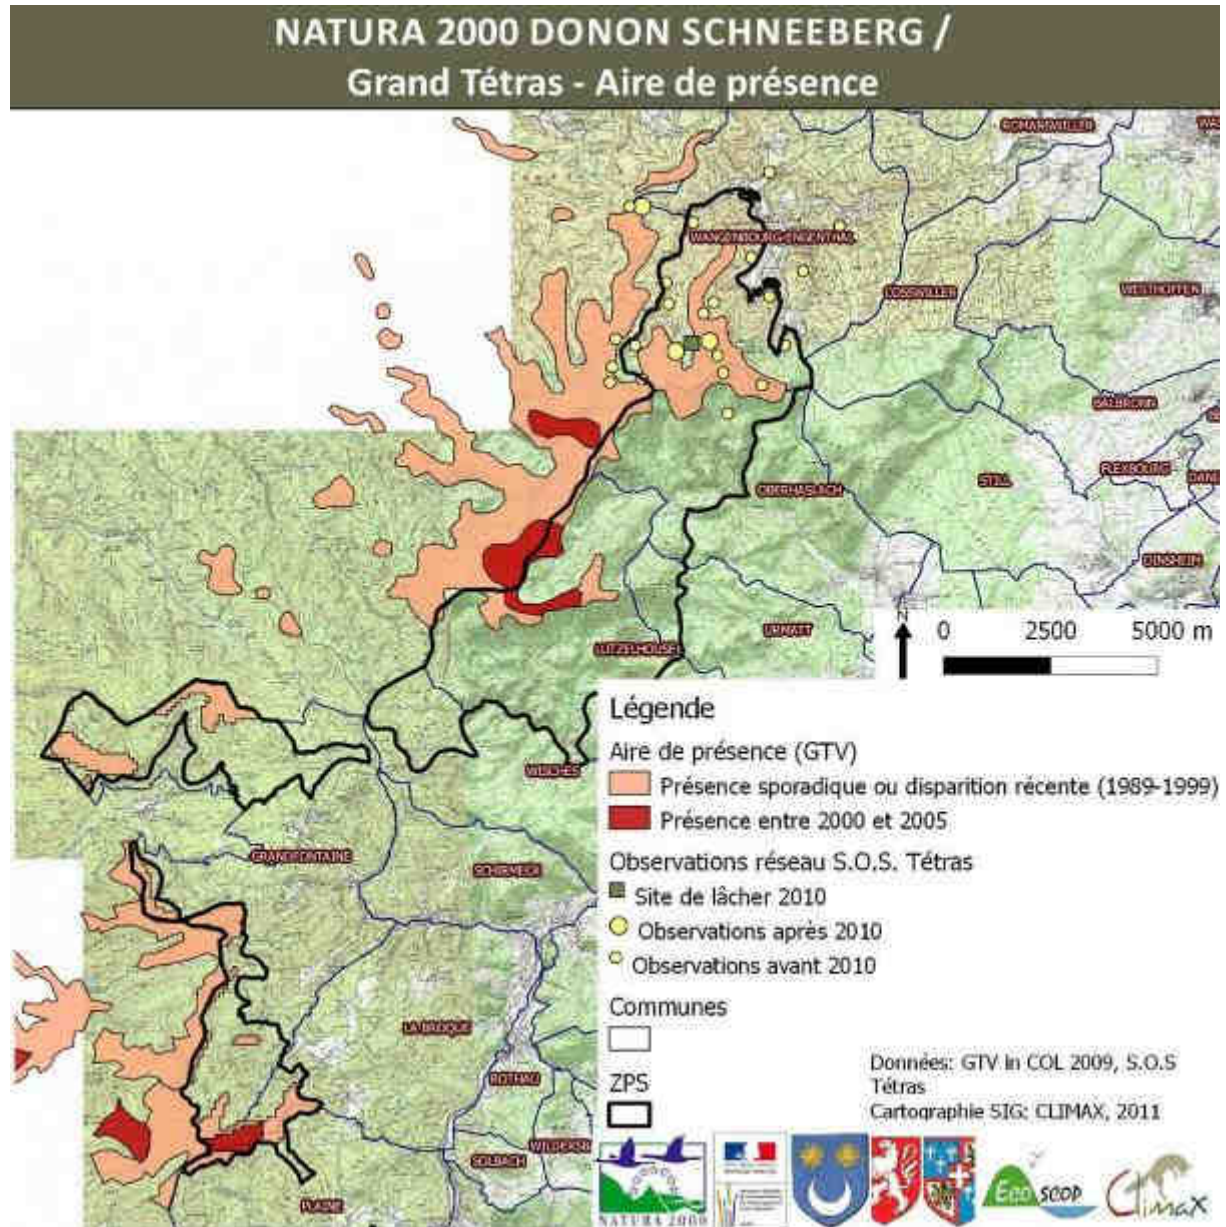 NATURA 2000 DONON SCHNEEBERG /
Grand Tétras - Aire de présence
ROMANSWILLER
WANGENBOURG-ENGENTHAL
COSSWILLER
WESTHOFFEN
BALBRONN
FLEXBOURG
STILL
OBERHASLACH
DINSHEIM
URMATT
LUTZELHOUSE
N
0 2500 5000 m
WISCHES
GRANDFONTAINE
SCHIRMECK
LA BROQUE
ROTHAU
SOLBACH
WILDERSB
PLAINE
Légende
Aire de présence (GTV)
Présence sporadique ou disparition récente (1989-1999)
Présence entre 2000 et 2005
Observations réseau S.O.S. Tétras
Site de lâcher 2010
Observations après 2010
Observations avant 2010
Communes
ZPS
Données: GTV in COL 2009, S.O.S
Tétras
Cartographie SIG: CLIMAX, 2011
NATURA 2000
Eco SCOP
Climax